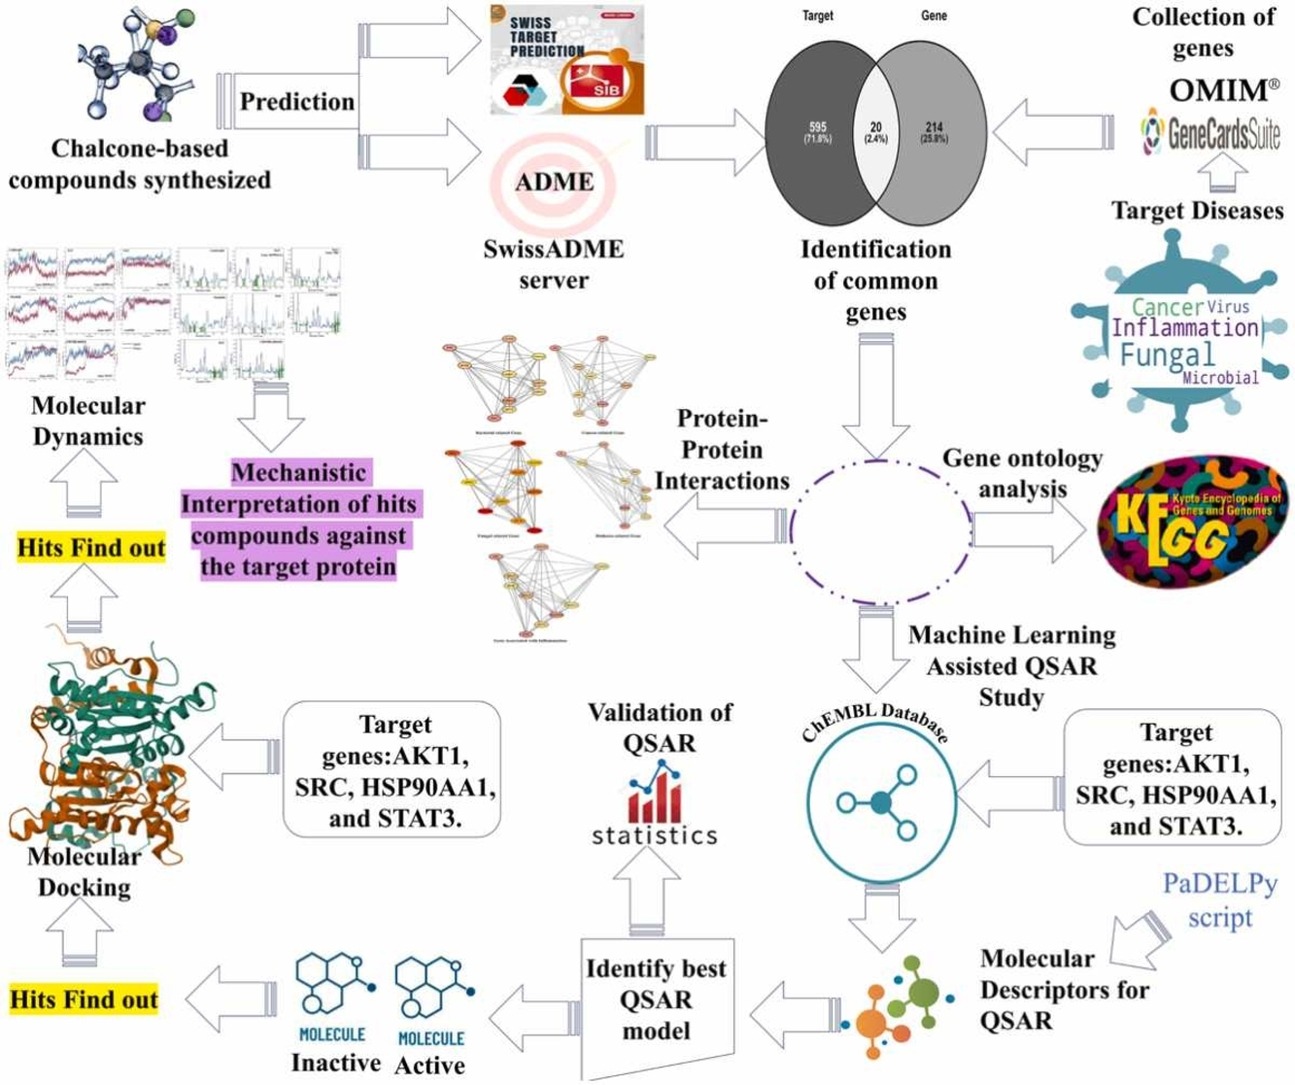 Chalcone-based
compounds synthesized
Prediction
SWISS
TARGET
PREDICTION
SIB
ADME
SwissADME
server
Target
Gene
595
(71.8%)
20
(2.4%)
214
(25.8%)
Identification
of common
genes
Collection of
genes
OMIM®
GeneCardsSuite
Target Diseases
Cancer Virus
Inflammation
Fungal
Microbial
Molecular
Dynamics
Mechanistic
Interpretation of hits
compounds against
the target protein
Hits Find out
Protein-
Protein
Interactions
Gene ontology
analysis
KEGG
Kyoto Encyclopedia of
Genes and Genomes
Machine Learning
Assisted QSAR
Study
ChEMBL Database
Target
genes:AKT1,
SRC, HSP90AA1,
and STAT3.
Validation of
QSAR
statistics
Target
genes:AKT1,
SRC, HSP90AA1,
and STAT3.
Molecular
Docking
PaDELPy
script
Molecular
Descriptors for
QSAR
Identify best
QSAR
model
MOLECULE
Inactive
MOLECULE
Active
Hits Find out